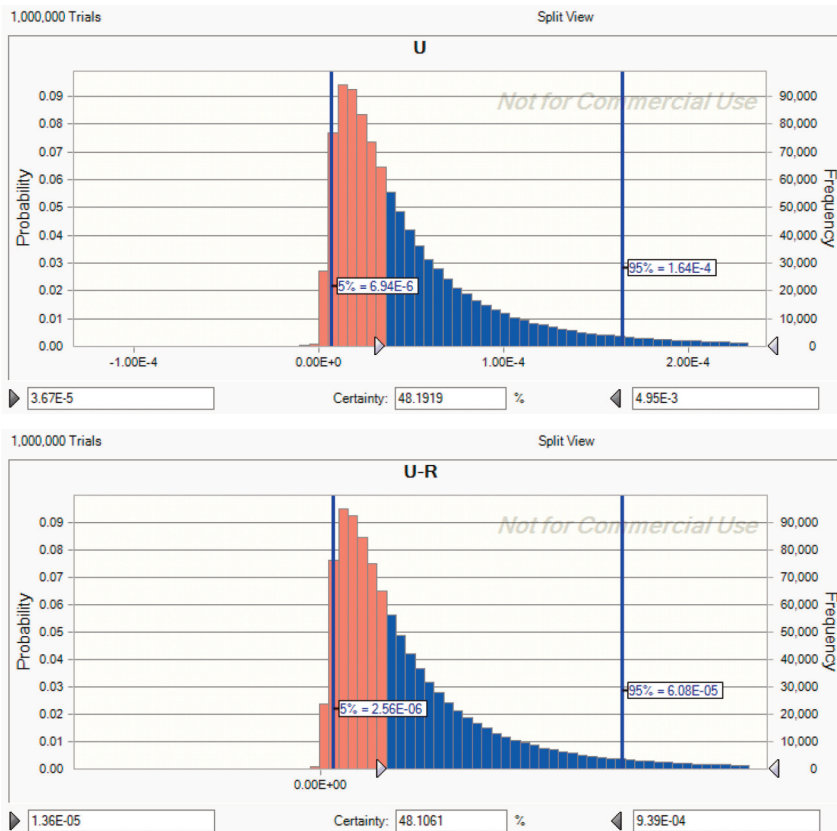 1,000,000 Trials Split View
U
Not for Commercial Use
0.09 90,000
0.08 80,000
0.07 70,000
0.06 60,000
0.05 50,000
0.04 40,000
0.03 30,000
0.02 20,000
0.01 10,000
0.00 0
Probability
Frequency
95% = 1.64E-4
5% = 6.94E-6
-1.00E-4 0.00E+0 1.00E-4 2.00E-4
3.67E-5 Certainty: 48.1919 % 4.95E-3
1,000,000 Trials Split View
U-R
Not for Commercial Use
0.09 90,000
0.08 80,000
0.07 70,000
0.06 60,000
0.05 50,000
0.04 40,000
0.03 30,000
0.02 20,000
0.01 10,000
0.00 0
Probability
Frequency
95% = 6.08E-05
5% = 2.56E-06
0.00E+00
1.36E-05 Certainty: 48.1061 % 9.39E-04